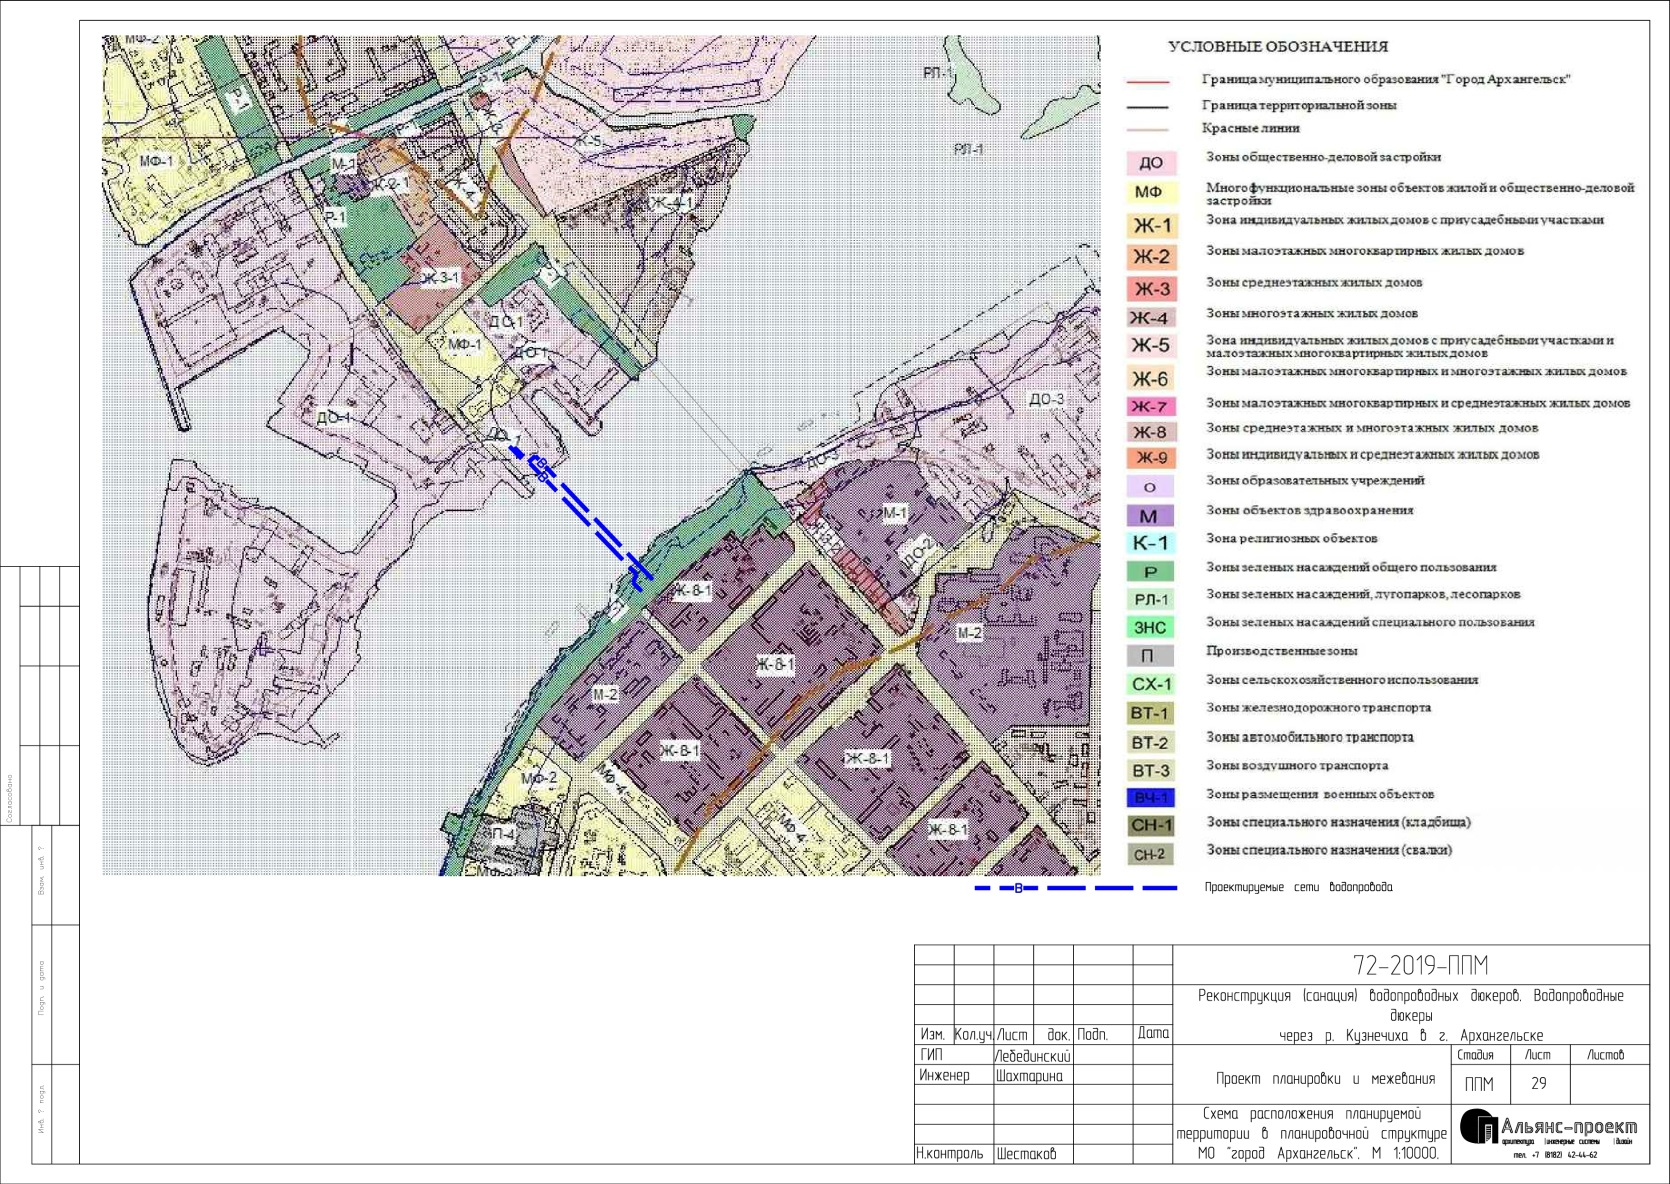 УСЛОВНЫЕ ОБОЗНАЧЕНИЯ
Граница муниципального образования "Город Архангельск"
Граница территориальной зоны
Красные линии
ДО Зоны общественно-деловой застройки
МФ Многофункциональные зоны объектов жилой и общественно-деловой
застройки
Ж-1 Зона индивидуальных жилых домов с приусадебными участками
Ж-2 Зоны малоэтажных многоквартирных жилых домов
Ж-3 Зоны среднеэтажных жилых домов
Ж-4 Зоны многоэтажных жилых домов
Ж-5 Зона индивидуальных жилых домов с приусадебными участками и
малоэтажных многоквартирных жилых домов
Ж-6 Зоны малоэтажных многоквартирных и многоэтажных жилых домов
Ж-7 Зоны малоэтажных многоквартирных и среднеэтажных жилых домов
Ж-8 Зоны среднеэтажных и многоэтажных жилых домов
Ж-9 Зоны индивидуальных и среднеэтажных жилых домов
О Зоны образовательных учреждений
М Зоны объектов здравоохранения
К-1 Зона религиозных объектов
Р Зоны зеленых насаждений общего пользования
РЛ-1 Зоны зеленых насаждений, лугопарков, лесопарков
ЗНС Зоны зеленых насаждений специального пользования
П Производственные зоны
СХ-1 Зоны сельскохозяйственного использования
ВТ-1 Зоны железнодорожного транспорта
ВТ-2 Зоны автомобильного транспорта
ВТ-3 Зоны воздушного транспорта
ВЧ-1 Зоны размещения военных объектов
СН-1 Зоны специального назначения (кладбища)
СН-2 Зоны специального назначения (свалки)
В Проектируемые сети водопровода
МФ-2
Р-1
Р-1
РЛ-1
МФ-1
Ж-5
РЛ-1
Р-1
Ж-4-1
Ж-3-1
ДО-1
МФ-1
ДО-1
ДО-1
ДО-3
ДО-1
ДО-3
В
В
М-1
ДО-2
Ж-8-1
М-2
Ж-8-1
М-2
Ж-8-1
Ж-8-1
МФ-2
МФ-4
МФ-4
Ж-8-1
П-4
Согласовано
Взам. инв. ?
Подп. и дата
Инв. ? подл.
72-2019-ППМ
Реконструкция (санация) водопроводных дюкеров. Водопроводные
дюкеры
через р. Кузнечиха в г. Архангельске
Изм. Кол.уч. Лист док. Подп. Дата
ГИП Лебединский
Инженер Шахтарина
Н.контроль Шестаков
Проект планировки и межевания
Стадия Лист Листов
ППМ 29
Схема расположения планируемой
территории в планировочной структуре
МО "город Архангельск". М 1:10000.
Альянс-проект
архитектура инженерные системы дизайн
тел. +7 (8182) 42-44-62